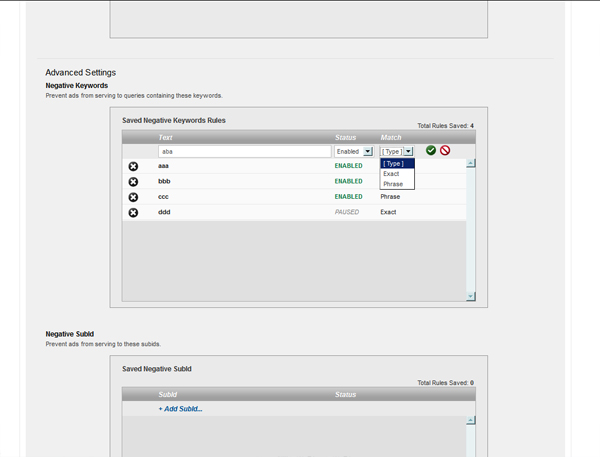 Advanced Settings
Negative Keywords
Prevent ads from serving to queries containing these keywords.
Saved Negative Keywords Rules
Total Rules Saved: 4
Text Status Match
aba Enabled [ Type ]
[ Type ]
Exact
Phrase
aaa ENABLED
bbb ENABLED
ccc ENABLED Phrase
ddd PAUSED Exact
Negative SubId
Prevent ads from serving to these subids.
Saved Negative SubId
Total Rules Saved: 0
SubId Status
+ Add SubId...